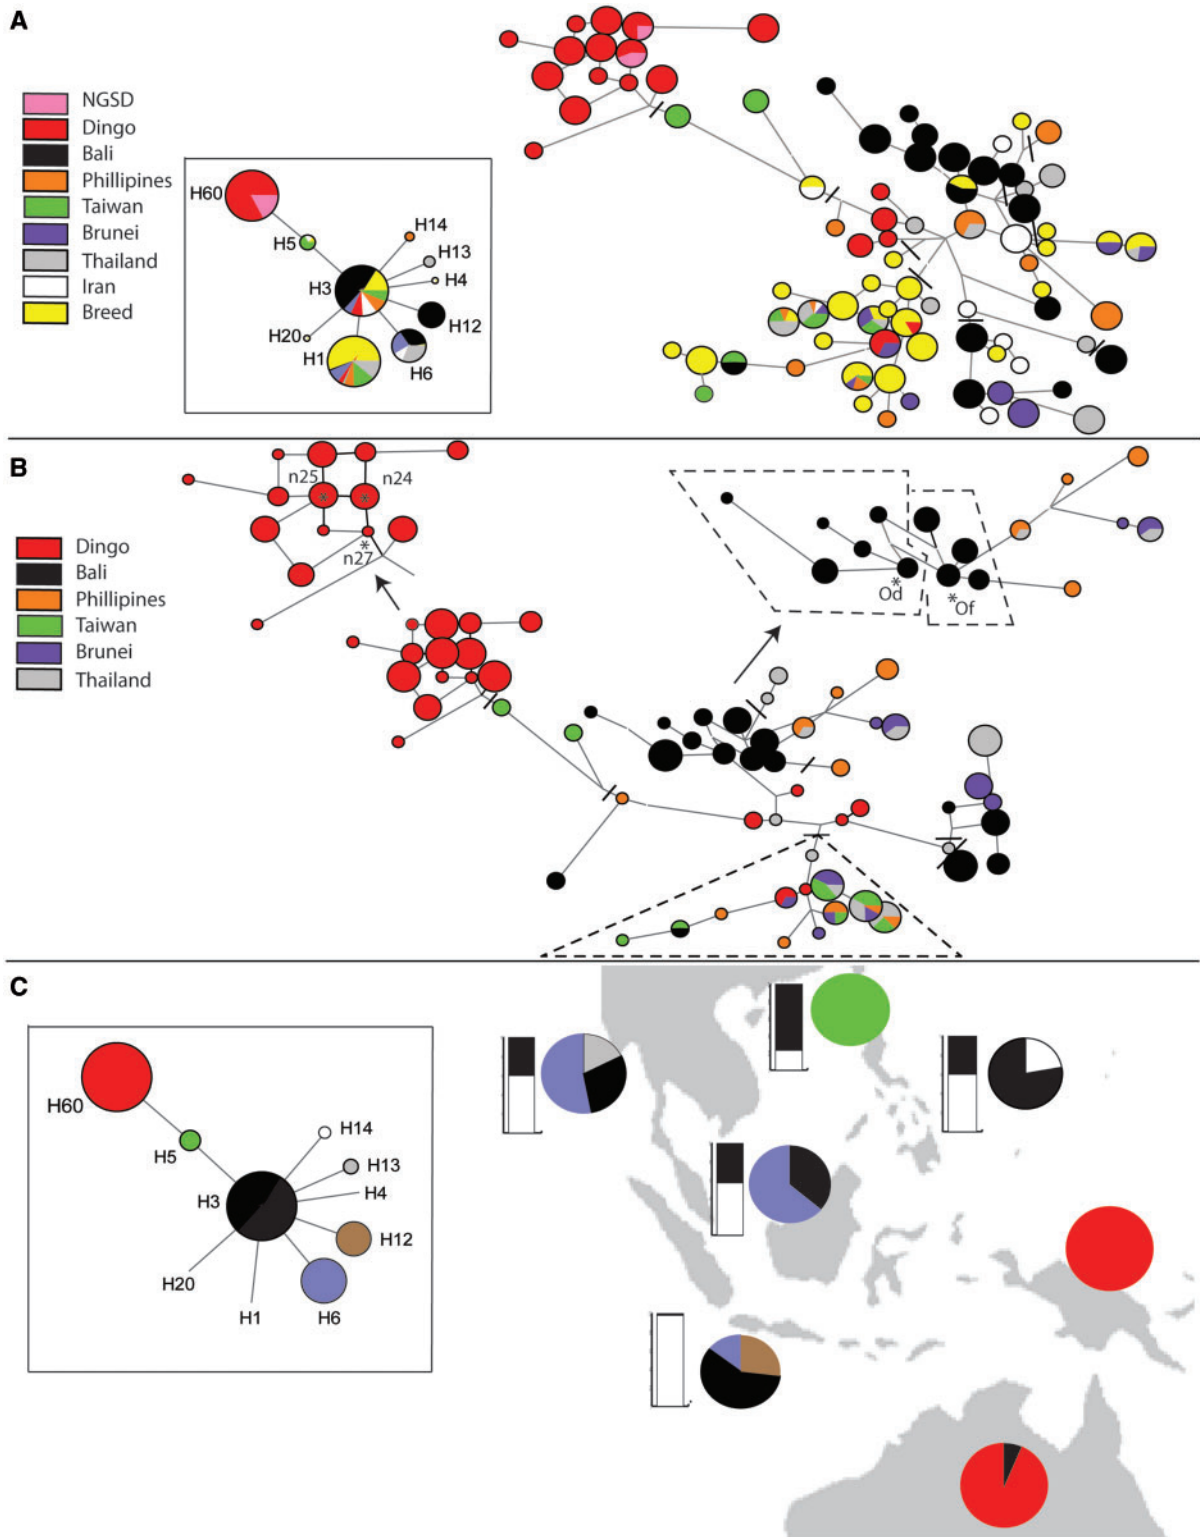 A
NGSD
Dingo
Bali
Phillipines
Taiwan
Brunei
Thailand
Iran
Breed
H60
H5
H14
H13
H3
H4
H12
H20
H1
H6
B
n25
n24
n27
*
*
*
Dingo
Bali
Phillipines
Taiwan
Brunei
Thailand
*
Od
*
Of
C
H60
H5
H14
H13
H3
H4
H12
H20
H1
H6